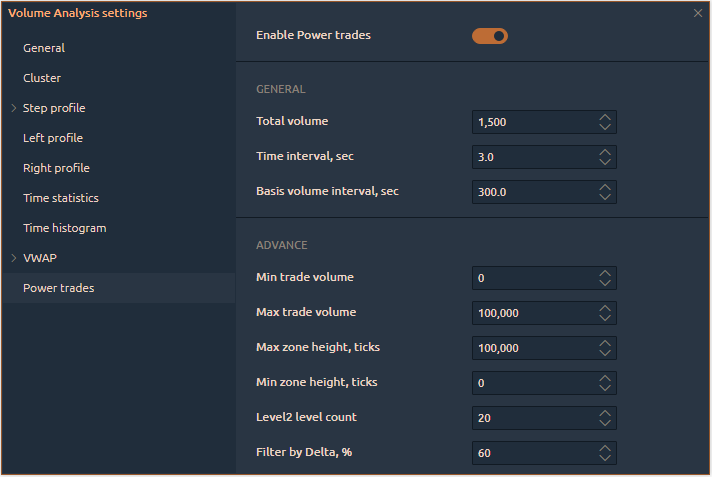 Volume Analysis settings
General
Cluster
Step profile
Left profile
Right profile
Time statistics
Time histogram
VWAP
Power trades
Enable Power trades
GENERAL
Total volume 1,500
Time interval, sec 3.0
Basis volume interval, sec 300.0
ADVANCE
Min trade volume 0
Max trade volume 100,000
Max zone height, ticks 100,000
Min zone height, ticks 0
Level2 level count 20
Filter by Delta, % 60